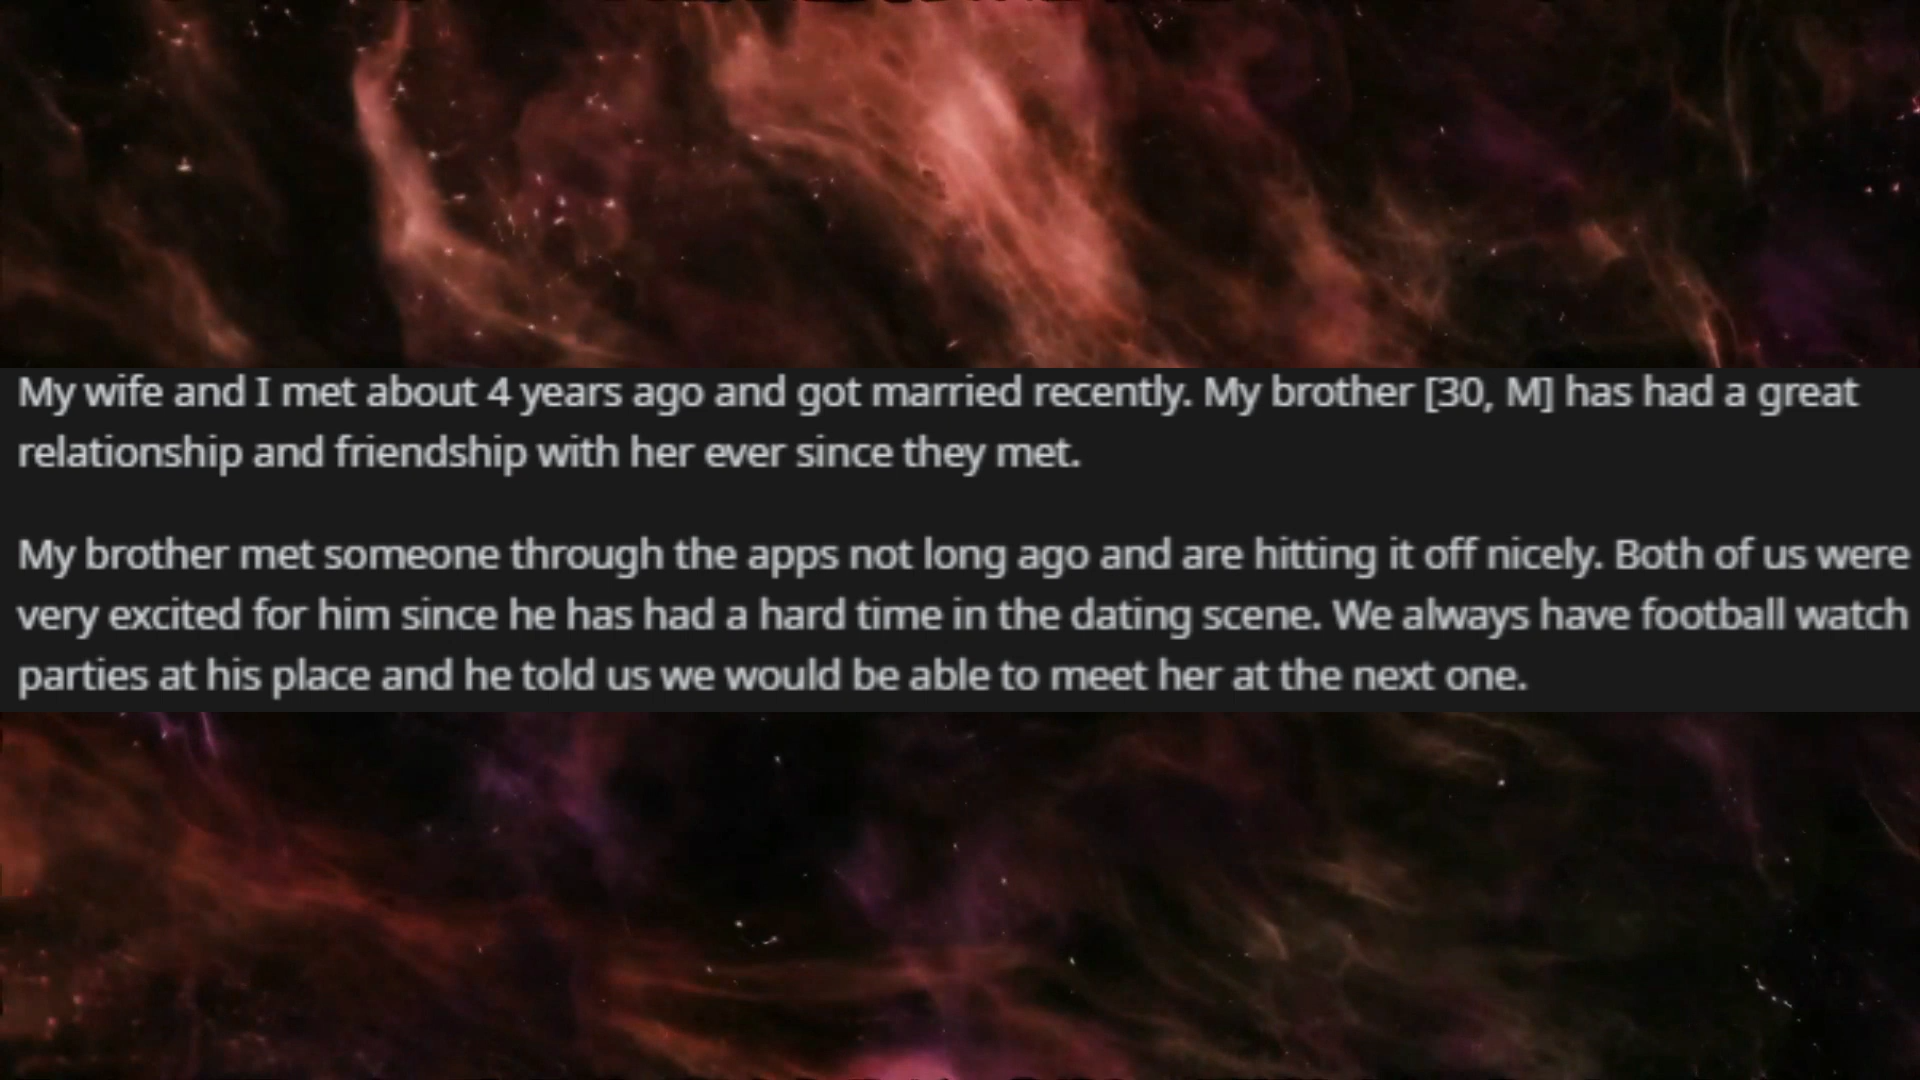 My wife and I met about 4 years ago and got married recently. My brother [30, M] has had a great
relationship and friendship with her ever since they met.
My brother met someone through the apps not long ago and are hitting it off nicely. Both of us were
very excited for him since he has had a hard time in the dating scene. We always have football watch
parties at his place and he told us we would be able to meet her at the next one.